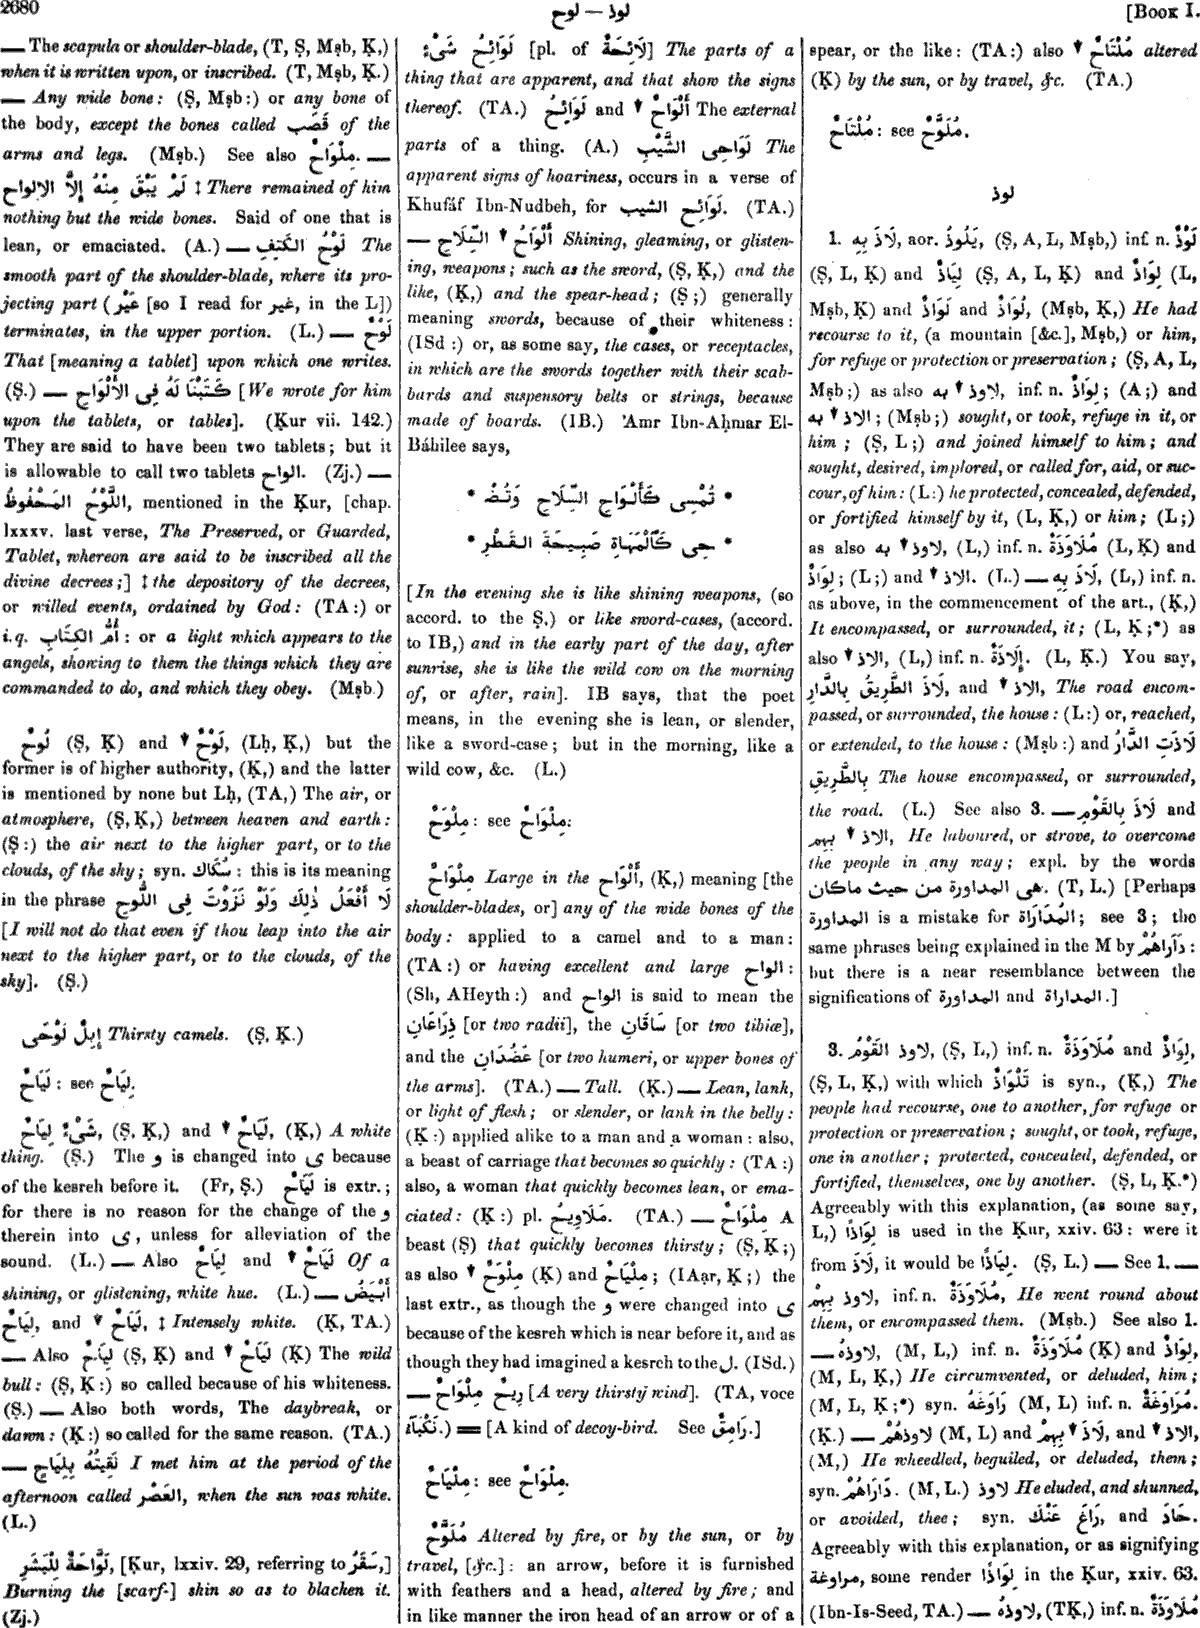 2680
لوح — لوذ
[Book I.
— The scapula or shoulder-blade, (T, Ṣ, Mṣb, Ḳ,)
when it is written upon, or inscribed. (T, Mṣb, Ḳ.)
— Any wide bone: (Ṣ, Mṣb:) or any bone of
the body, except the bones called قَصَب of the
arms and legs. (Mṣb.) See also مِلْوَاحٌ. —
لَمْ يَبْقَ مِنْهُ إِلَّا الالواح ‡ There remained of him
nothing but the wide bones. Said of one that is
lean, or emaciated. (A.) — لَوْحُ الكَتِفِ The
smooth part of the shoulder-blade, where its pro-
jecting part (عَيْر [so I read for غير, in the L])
terminates, in the upper portion. (L.) — لَوْحٌ
That [meaning a tablet] upon which one writes.
(Ṣ.) — كَتَبْنَا لَهُ فِى الأَلْوَاحِ [We wrote for him
upon the tablets, or tables]. (Ḳur vii. 142.)
They are said to have been two tablets; but it
is allowable to call two tablets الواح. (Zj.) —
اللَّوْحُ المَحْفُوظُ, mentioned in the Ḳur, [chap.
lxxxv. last verse, The Preserved, or Guarded,
Tablet, whereon are said to be inscribed all the
divine decrees;] ‡ the depository of the decrees,
or willed events, ordained by God: (TA:) or
i.q. أُمُّ الكِتَابِ: or a light which appears to the
angels, showing to them the things which they are
commanded to do, and which they obey. (Mṣb.)
لُوحٌ (Ṣ, Ḳ) and ↓ لَوْحٌ, (Lḥ, Ḳ,) but the
former is of higher authority, (Ḳ,) and the latter
is mentioned by none but Lḥ, (TA,) The air, or
atmosphere, (Ṣ, Ḳ,) between heaven and earth:
(Ṣ:) the air next to the higher part, or to the
clouds, of the sky; syn. سُكَاك: this is its meaning
in the phrase لَا أَفْعَلُ ذٰلِكَ وَلَوْ نَزَوْتَ فِى اللُّوحِ
[I will not do that even if thou leap into the air
next to the higher part, or to the clouds, of the
sky]. (Ṣ.)
إِبِلٌ لَوْحَى Thirsty camels. (Ṣ, Ḳ.)
لَيَاحٌ: see لِيَاحٌ.
شَىْءٌ لِيَاحٌ, (Ṣ, Ḳ,) and ↓ لَيَاحٌ, (Ḳ,) A white
thing. (Ṣ.) The و is changed into ى because
of the kesreh before it. (Fr, Ṣ.) لَيَاحٌ is extr.;
for there is no reason for the change of the و
therein into ى, unless for alleviation of the
sound. (L.) — Also لِيَاحٌ and ↓ لَيَاحٌ Of a
shining, or glistening, white hue. (L.) — أَبْيَضُ
لِيَاحٌ, and ↓ لَيَاحٌ, ‡ Intensely white. (Ḳ, TA.)
— Also لِيَاحٌ (Ṣ, Ḳ) and ↓ لَيَاحٌ (Ḳ) The wild
bull: (Ṣ, Ḳ:) so called because of his whiteness.
(Ṣ.) — Also both words, The daybreak, or
dawn: (Ḳ:) so called for the same reason. (TA.)
— لَقِيتُهُ بِلِيَاحٍ I met him at the period of the
afternoon called العَصْر, when the sun was white.
(L.)
لَوَّاحَةٌ لِلْبَشَرِ, [Ḳur, lxxiv. 29, referring to سَقَرُ,]
Burning the [scarf-] skin so as to blacken it.
(Zj.)
لَوَائِحُ شَىْءٍ [pl. of لَائِحَةٌ] The parts of a
thing that are apparent, and that show the signs
thereof. (TA.) لَوَائِحُ and ↓ أَلْوَاحٌ The external
parts of a thing. (A.) لَوَاحِى الشَّيْبِ The
apparent signs of hoariness, occurs in a verse of
Khufáf Ibn-Nudbeh, for لَوَائِح الشيب. (TA.)
— ↓ أَلْوَاحُ السِّلَاحِ Shining, gleaming, or glisten-
ing, weapons; such as the sword, (Ṣ, Ḳ,) and the
like, (Ḳ,) and the spear-head; (Ṣ;) generally
meaning swords, because of their whiteness:
(ISd:) or, as some say, the cases, or receptacles,
in which are the swords together with their scab-
bards and suspensory belts or strings, because
made of boards. (IB.) 'Amr Ibn-Aḥmar El-
Báhilee says,
* تُمْسِى كَأَلْوَاحِ السِّلَاحِ وَتُضْ *
* حِى كَٱلْمَهَاةِ صَبِيحَةَ القَطْرِ *
[In the evening she is like shining weapons, (so
accord. to the Ṣ,) or like sword-cases, (accord.
to IB,) and in the early part of the day, after
sunrise, she is like the wild cow on the morning
of, or after, rain]. IB says, that the poet
means, in the evening she is lean, or slender,
like a sword-case; but in the morning, like a
wild cow, &c. (L.)
مِلْوَحٌ: see مِلْوَاحٌ:
مِلْوَاحٌ Large in the أَلْوَاح, (Ḳ,) meaning [the
shoulder-blades, or] any of the wide bones of the
body: applied to a camel and to a man:
(TA:) or having excellent and large الواح:
(Sh, AHeyth:) and الواح is said to mean the
ذِرَاعَانِ [or two radii], the سَاقَانِ [or two tibiæ],
and the عَضُدَانِ [or two humeri, or upper bones of
the arms]. (TA.) — Tall. (Ḳ.) — Lean, lank,
or light of flesh; or slender, or lank in the belly:
(Ḳ:) applied alike to a man and a woman: also,
a beast of carriage that becomes so quickly: (TA:)
also, a woman that quickly becomes lean, or ema-
ciated: (Ḳ:) pl. مَلَاوِيحُ. (TA.) — مِلْوَاحٌ A
beast (Ṣ) that quickly becomes thirsty; (Ṣ, Ḳ;)
as also ↓ مِلْوَحٌ (Ḳ) and مِلْيَاحٌ; (IAạr, Ḳ;) the
last extr., as though the و were changed into ى
because of the kesreh which is near before it, and as
though they had imagined a kesreh to the ل. (ISd.)
— رِيحٌ مِلْوَاحٌ [A very thirsty wind]. (TA, voce
نَكْبَآءُ.) = [A kind of decoy-bird. See رَامِقٌ.]
مِلْيَاحٌ: see مِلْوَاحٌ.
مُلَوَّحٌ Altered by fire, or by the sun, or by
travel, [&c.]: an arrow, before it is furnished
with feathers and a head, altered by fire; and
in like manner the iron head of an arrow or of a
spear, or the like: (TA:) also ↓ مُلْتَاحٌ altered
(Ḳ) by the sun, or by travel, &c. (TA.)
مُلْتَاحٌ: see مُلَوَّحٌ.
لوذ
1. لَاذَ بِهِ, aor. يَلُوذُ, (Ṣ, A, L, Mṣb,) inf. n. لَوْذٌ
(Ṣ, L, Ḳ) and لِيَاذٌ (Ṣ, A, L, Ḳ) and لِوَاذٌ (L,
Mṣb, Ḳ) and لَوَاذٌ and لُوَاذٌ, (Mṣb, Ḳ,) He had
recourse to it, (a mountain [&c.], Mṣb,) or him,
for refuge or protection or preservation; (Ṣ, A, L,
Mṣb;) as also ↓ لاوذ به, inf. n. لِوَاذٌ; (A;) and
↓ الاذ به; (Mṣb;) sought, or took, refuge in it, or
him; (Ṣ, L;) and joined himself to him; and
sought, desired, implored, or called for, aid, or suc-
cour, of him: (L:) he protected, concealed, defended,
or fortified himself by it, (L, Ḳ,) or him; (L;)
as also ↓ لاوذ به, (L,) inf. n. مُلَاوَذَةٌ (L, Ḳ) and
لِوَاذٌ; (L;) and ↓ الاذ. (L.) — لَاذَ بِهِ, (L,) inf. n.
as above, in the commencement of the art., (Ḳ,)
It encompassed, or surrounded, it; (L, Ḳ;*) as
also ↓ الاذ, (L,) inf. n. إِلَاذَةٌ. (L, Ḳ.) You say,
لَاذَ الطَّرِيقُ بِالدَّارِ, and ↓ الاذ, The road encom-
passed, or surrounded, the house: (L:) or, reached,
or extended, to the house: (Mṣb:) and لَاذَتِ الدَّارُ
بِالطَّرِيقِ The house encompassed, or surrounded,
the road. (L.) See also 3. — لَاذَ بِالقَوْمِ and
↓ الاذ بِهِم, He laboured, or strove, to overcome
the people in any way; expl. by the words
هى المداورة من حيث ماكان. (T, L.) [Perhaps
المداورة is a mistake for المُدَارَاة; see 3; the
same phrases being explained in the M by دَآرَاهُمْ:
but there is a near resemblance between the
significations of المداورة and المداراة.]
3. لاوذ القَوْمُ, (Ṣ, L,) inf. n. مُلَاوَذَةٌ and لِوَاذٌ,
(Ṣ, L, Ḳ,) with which تَلْوَاذٌ is syn., (Ḳ,) The
people had recourse, one to another, for refuge or
protection or preservation; sought, or took, refuge,
one in another; protected, concealed, defended, or
fortified, themselves, one by another. (Ṣ, L, Ḳ.*)
Agreeably with this explanation, (as some say,
L,) لِوَاذًا is used in the Ḳur, xxiv. 63: were it
from لَاذَ, it would be لِيَاذًا. (Ṣ, L.) — See 1. —
لاوذ بِهِمْ, inf. n. مُلَاوَذَةٌ, He went round about
them, or encompassed them. (Mṣb.) See also 1.
— لاوذهُ, (M, L,) inf. n. مُلَاوَذَةٌ (Ḳ) and لِوَاذٌ,
(M, L, Ḳ,) He circumvented, or deluded, him;
(M, L, Ḳ;*) syn. رَاوَغَهُ (M, L) inf. n. مُرَاوَغَةٌ.
(Ḳ.) — لاوذهُمْ (M, L) and ↓ لَاذَ بِهِمْ, and ↓ الاذ,
(M,) He wheedled, beguiled, or deluded, them;
syn. دَارَاهُمْ. (M, L.) لاوذ He eluded, and shunned,
or avoided, thee; syn. رَاغَ عَنْكَ, and حَادَ.
Agreeably with this explanation, or as signifying
مراوغة, some render لِوَاذًا in the Ḳur, xxiv. 63.
(Ibn-Is-Seed, TA.) — لاوذهُ, (TḲ,) inf. n. مُلَاوَذَةٌ